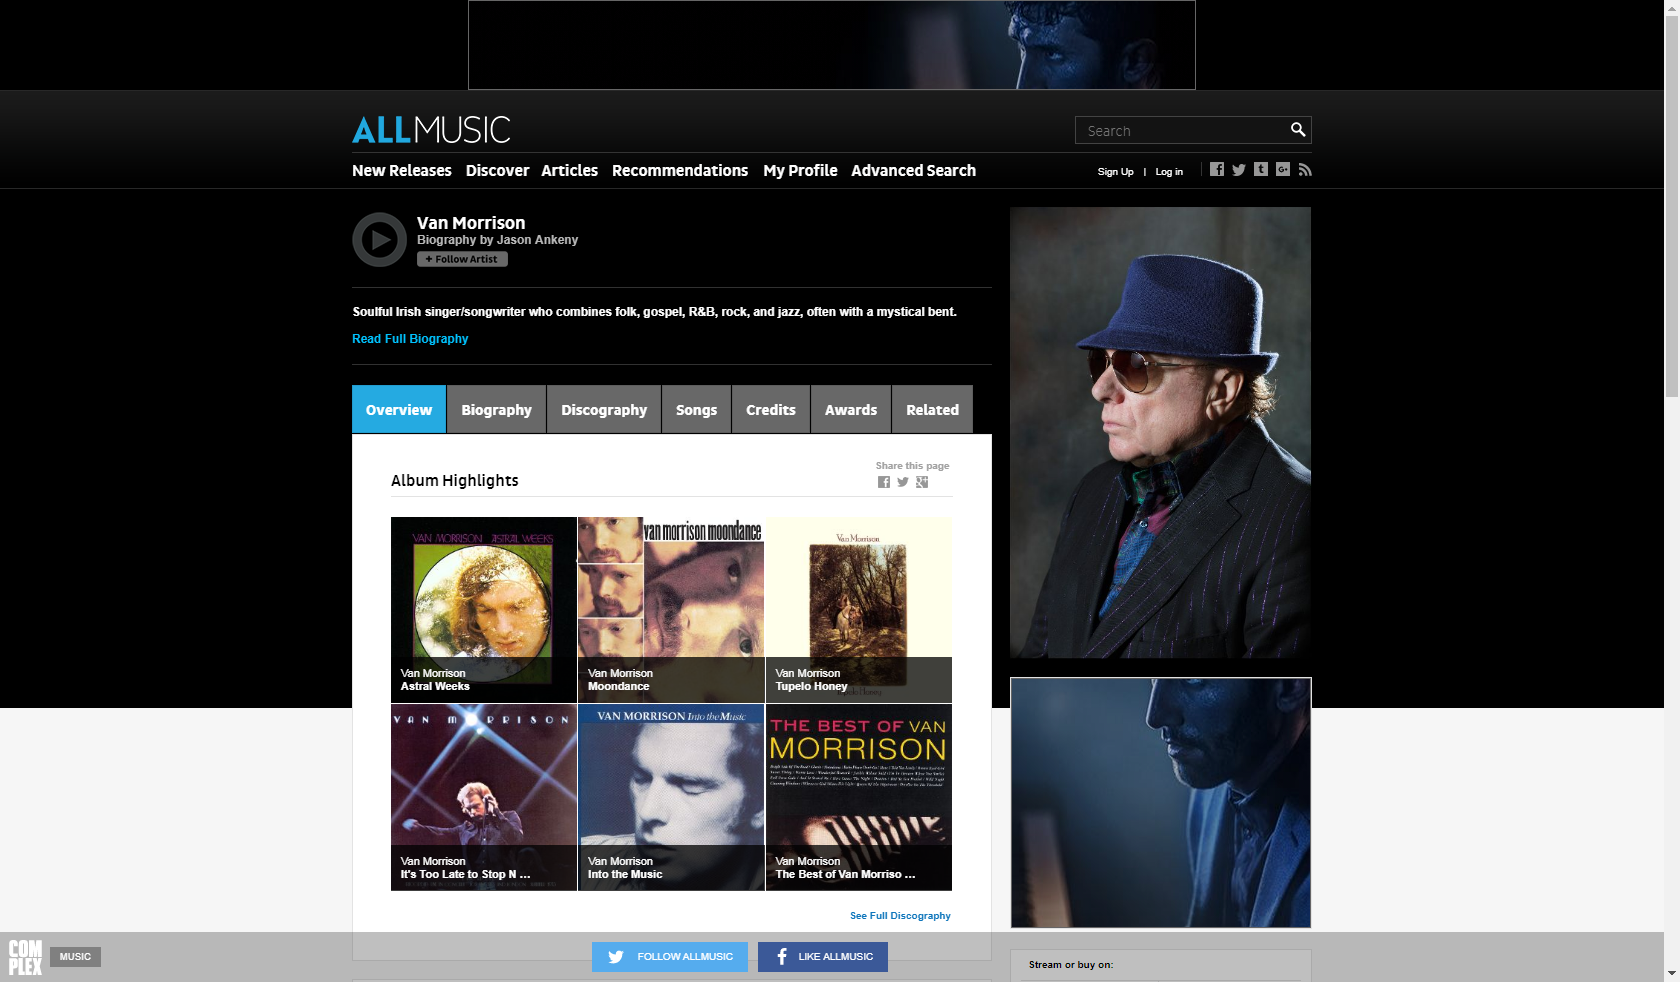 ALLMUSIC
Search
New Releases Discover Articles Recommendations My Profile Advanced Search
Sign Up | Log in
Van Morrison
Biography by Jason Ankeny
+ Follow Artist
Soulful Irish singer/songwriter who combines folk, gospel, R&B, rock, and jazz, often with a mystical bent.
Read Full Biography
Overview Biography Discography Songs Credits Awards Related
Share this page
Album Highlights
VAN MORRISON ASTRAL WEEKS
Van Morrison
Astral Weeks
van morrison moondance
Van Morrison
Moondance
Van Morrison
Van Morrison
Tupelo Honey
Tupelo Honey
VAN MORRISON
Van Morrison
It's Too Late to Stop N ...
VAN MORRISON Into the Music
Van Morrison
Into the Music
THE BEST OF VAN
MORRISON
Van Morrison
The Best of Van Morriso ...
See Full Discography
COM
PLEX
MUSIC
FOLLOW ALLMUSIC
LIKE ALLMUSIC
Stream or buy on: